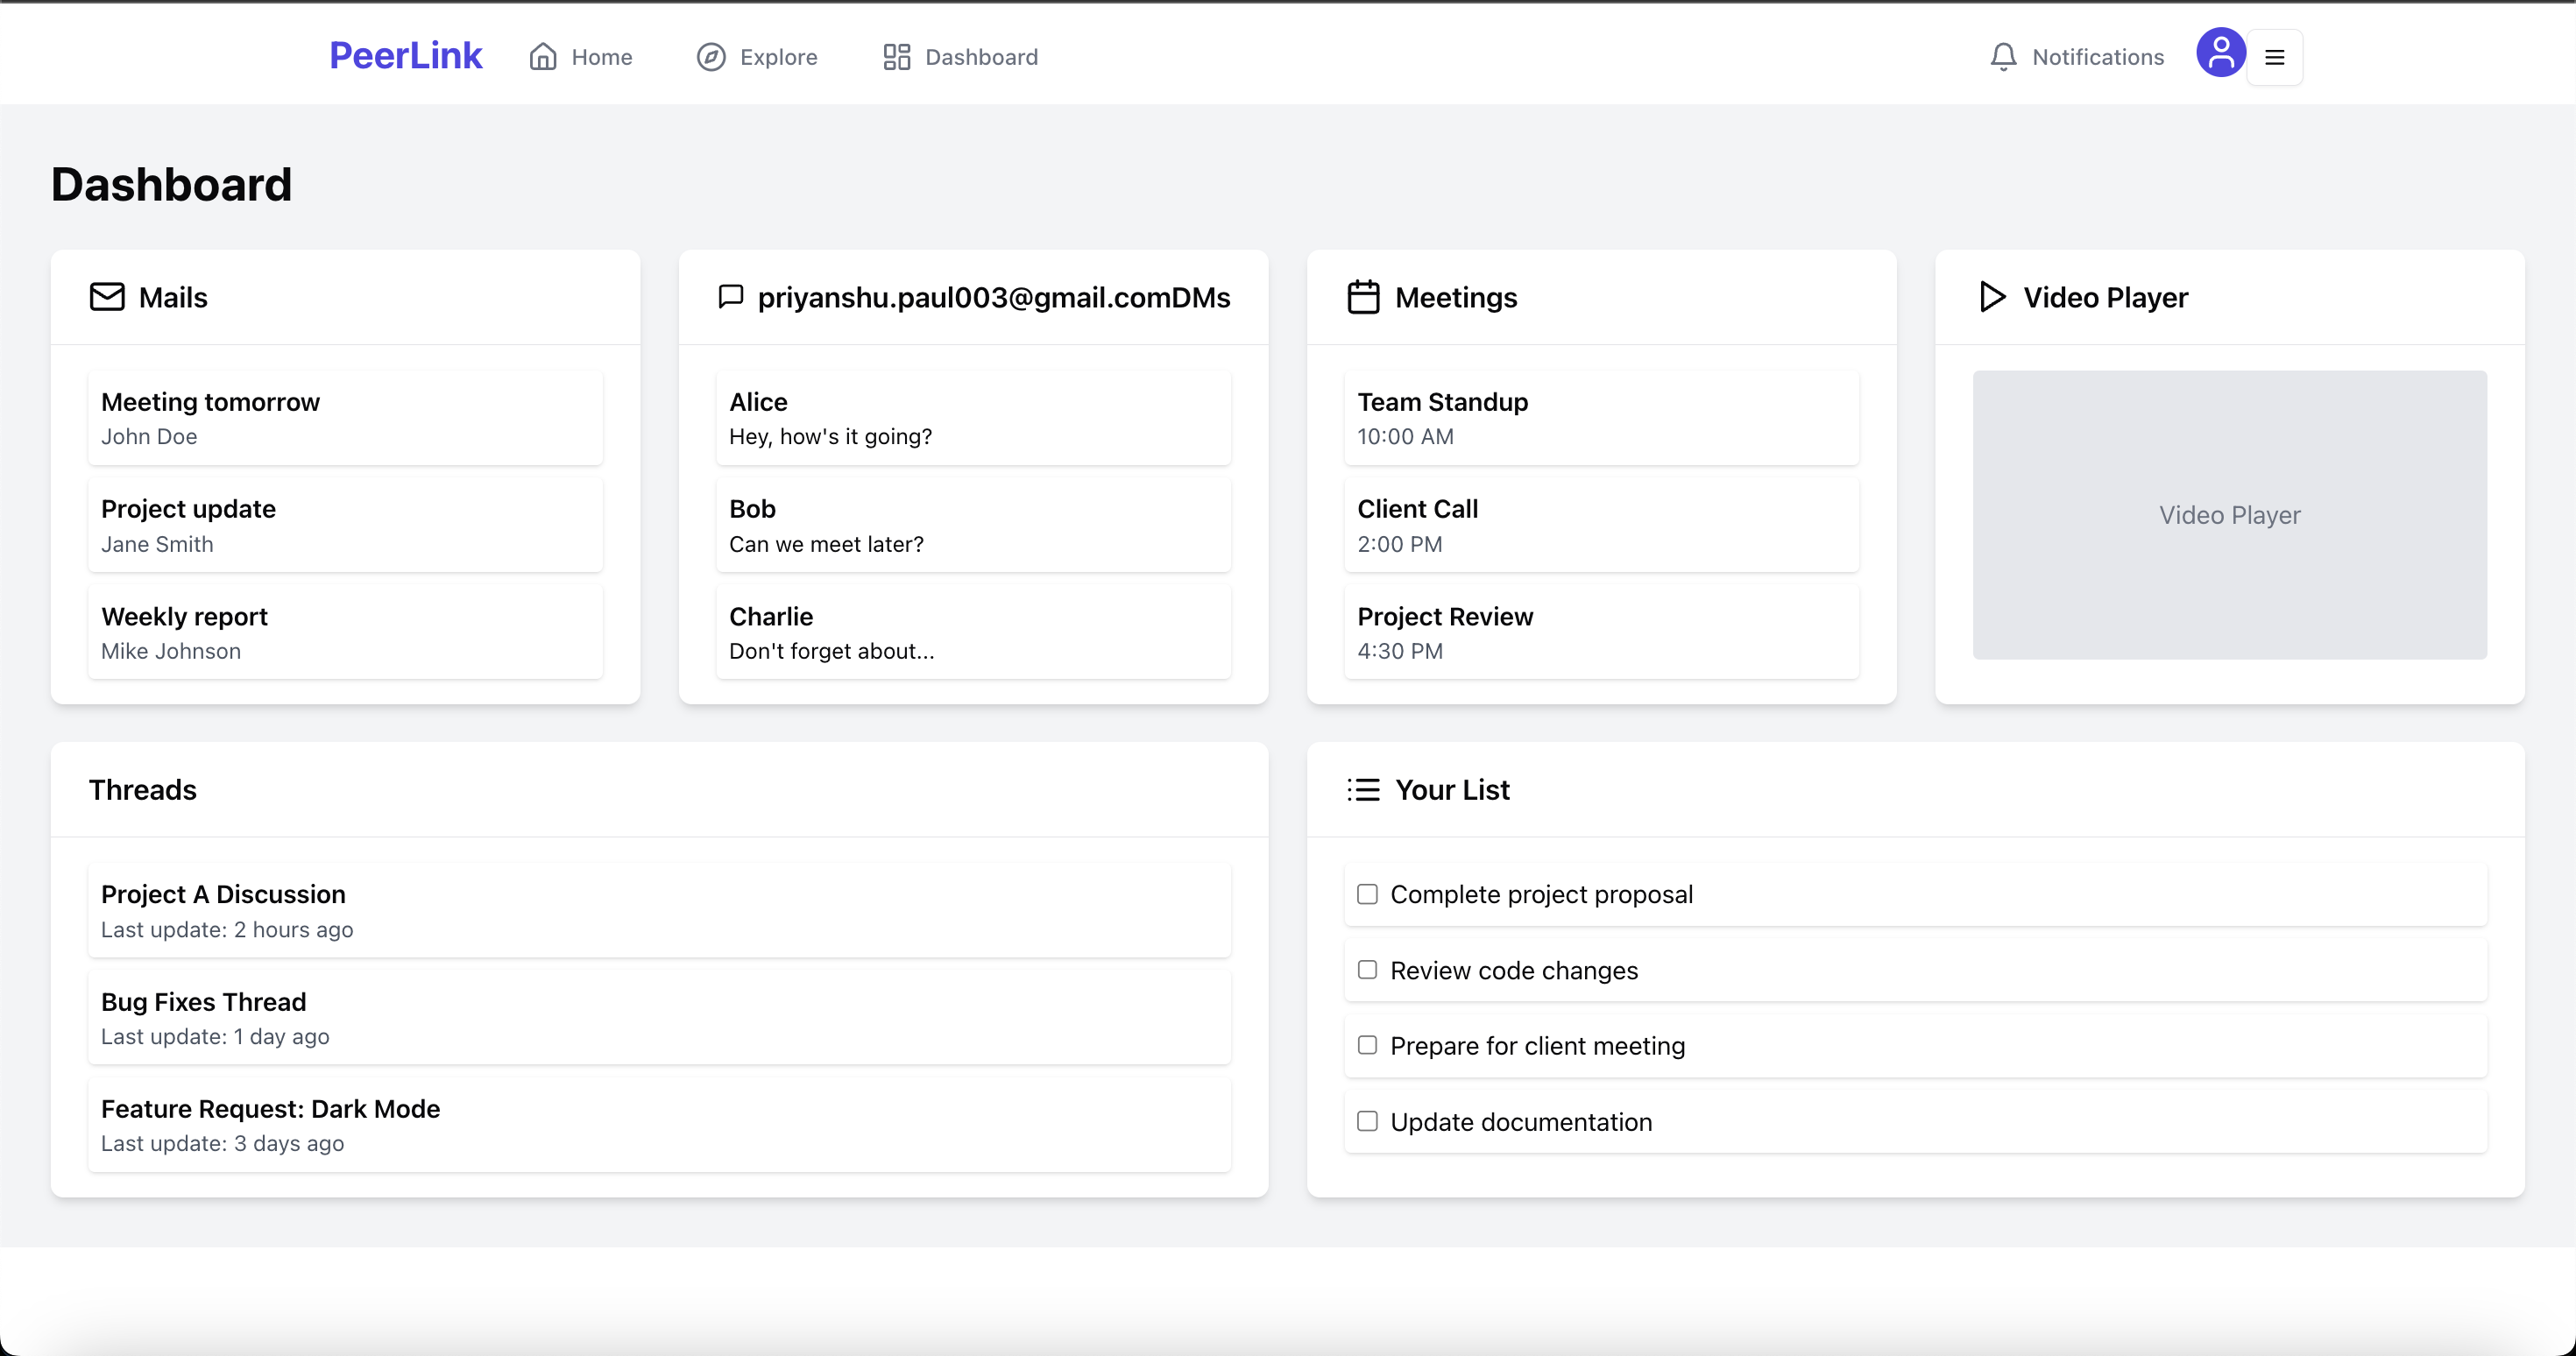 PeerLink
Home
Explore
Dashboard
Notifications
Dashboard
Mails
Meeting tomorrow
John Doe
Project update
Jane Smith
Weekly report
Mike Johnson
priyanshu.paul003@gmail.comDMs
Alice
Hey, how's it going?
Bob
Can we meet later?
Charlie
Don't forget about...
Meetings
Team Standup
10:00 AM
Client Call
2:00 PM
Project Review
4:30 PM
Video Player
Video Player
Threads
Project A Discussion
Last update: 2 hours ago
Bug Fixes Thread
Last update: 1 day ago
Feature Request: Dark Mode
Last update: 3 days ago
Your List
Complete project proposal
Review code changes
Prepare for client meeting
Update documentation